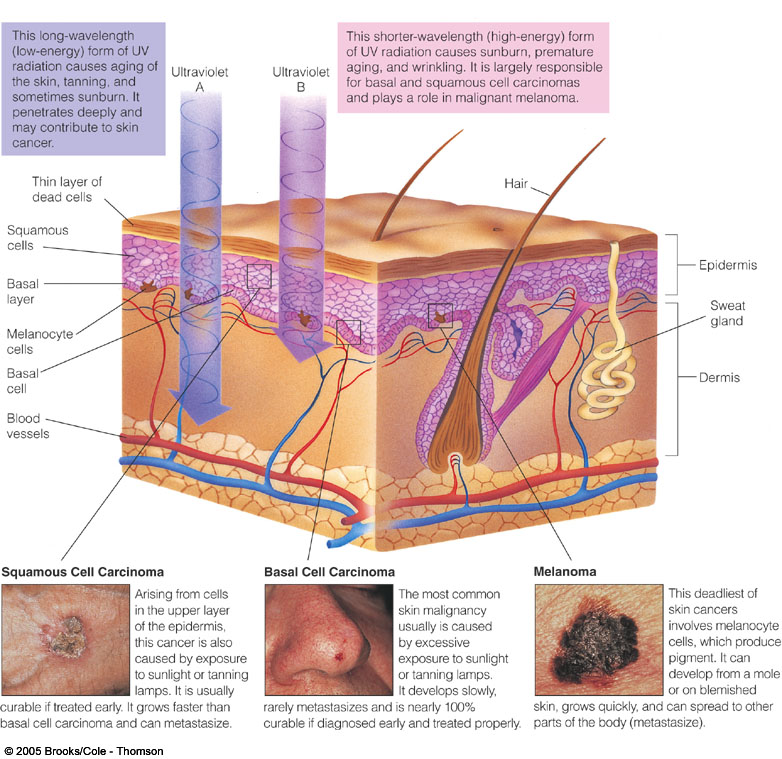 This long-wavelength
(low-energy) form of UV
radiation causes aging of
the skin, tanning, and
sometimes sunburn. It
penetrates deeply and
may contribute to skin
cancer.
Ultraviolet
A
Ultraviolet
B
This shorter-wavelength (high-energy) form
of UV radiation causes sunburn, premature
aging, and wrinkling. It is largely responsible
for basal and squamous cell carcinomas
and plays a role in malignant melanoma.
Thin layer of
dead cells
Squamous
cells
Basal
layer
Melanocyte
cells
Basal
cell
Blood
vessels
Hair
Epidermis
Sweat
gland
Dermis
Squamous Cell Carcinoma
Arising from cells
in the upper layer
of the epidermis,
this cancer is also
caused by exposure
to sunlight or tanning
lamps. It is usually
curable if treated early. It grows faster than
basal cell carcinoma and can metastasize.
Basal Cell Carcinoma
The most common
skin malignancy
usually is caused
by excessive
exposure to sunlight
or tanning lamps.
It develops slowly,
rarely metastasizes and is nearly 100%
curable if diagnosed early and treated properly.
Melanoma
This deadliest of
skin cancers
involves melanocyte
cells, which produce
pigment. It can
develop from a mole
or on blemished
skin, grows quickly, and can spread to other
parts of the body (metastasize).
© 2005 Brooks/Cole - Thomson